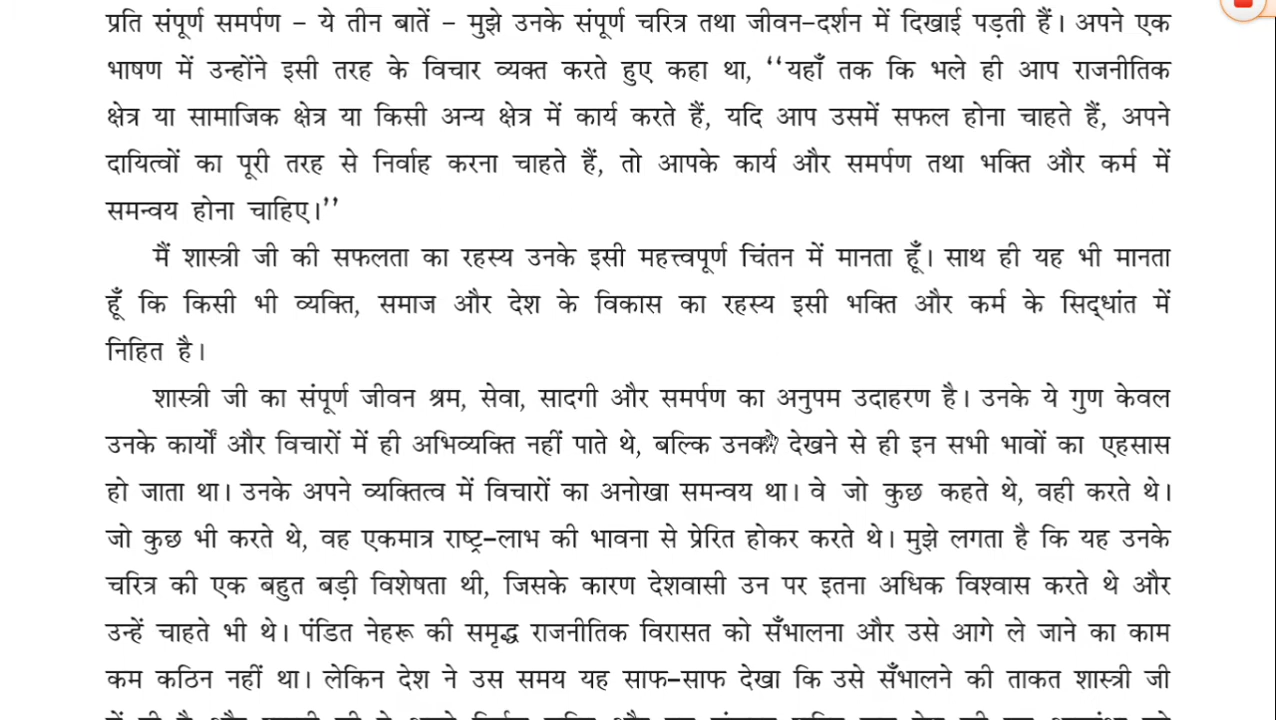 प्रति संपूर्ण समर्पण – ये तीन बातें – मुझे उनके संपूर्ण चरित्र तथा जीवन–दर्शन में दिखाई पड़ती हैं। अपने एक
भाषण में उन्होंने इसी तरह के विचार व्यक्त करते हुए कहा था, ‘‘यहाँ तक कि भले ही आप राजनीतिक
क्षेत्र या सामाजिक क्षेत्र या किसी अन्य क्षेत्र में कार्य करते हैं, यदि आप उसमें सफल होना चाहते हैं, अपने
दायित्वों का पूरी तरह से निर्वाह करना चाहते हैं, तो आपके कार्य और समर्पण तथा भक्ति और कर्म में
समन्वय होना चाहिए।’’
मैं शास्त्री जी की सफलता का रहस्य उनके इसी महत्त्वपूर्ण चिंतन में मानता हूँ। साथ ही यह भी मानता
हूँ कि किसी भी व्यक्ति, समाज और देश के विकास का रहस्य इसी भक्ति और कर्म के सिद्धांत में
निहित है।
शास्त्री जी का संपूर्ण जीवन श्रम, सेवा, सादगी और समर्पण का अनुपम उदाहरण है। उनके ये गुण केवल
उनके कार्यों और विचारों में ही अभिव्यक्ति नहीं पाते थे, बल्कि उनको देखने से ही इन सभी भावों का एहसास
हो जाता था। उनके अपने व्यक्तित्व में विचारों का अनोखा समन्वय था। वे जो कुछ कहते थे, वही करते थे।
जो कुछ भी करते थे, वह एकमात्र राष्ट्र–लाभ की भावना से प्रेरित होकर करते थे। मुझे लगता है कि यह उनके
चरित्र की एक बहुत बड़ी विशेषता थी, जिसके कारण देशवासी उन पर इतना अधिक विश्वास करते थे और
उन्हें चाहते भी थे। पंडित नेहरू की समृद्ध राजनीतिक विरासत को सँभालना और उसे आगे ले जाने का काम
कम कठिन नहीं था। लेकिन देश ने उस समय यह साफ–साफ देखा कि उसे सँभालने की ताकत शास्त्री जी